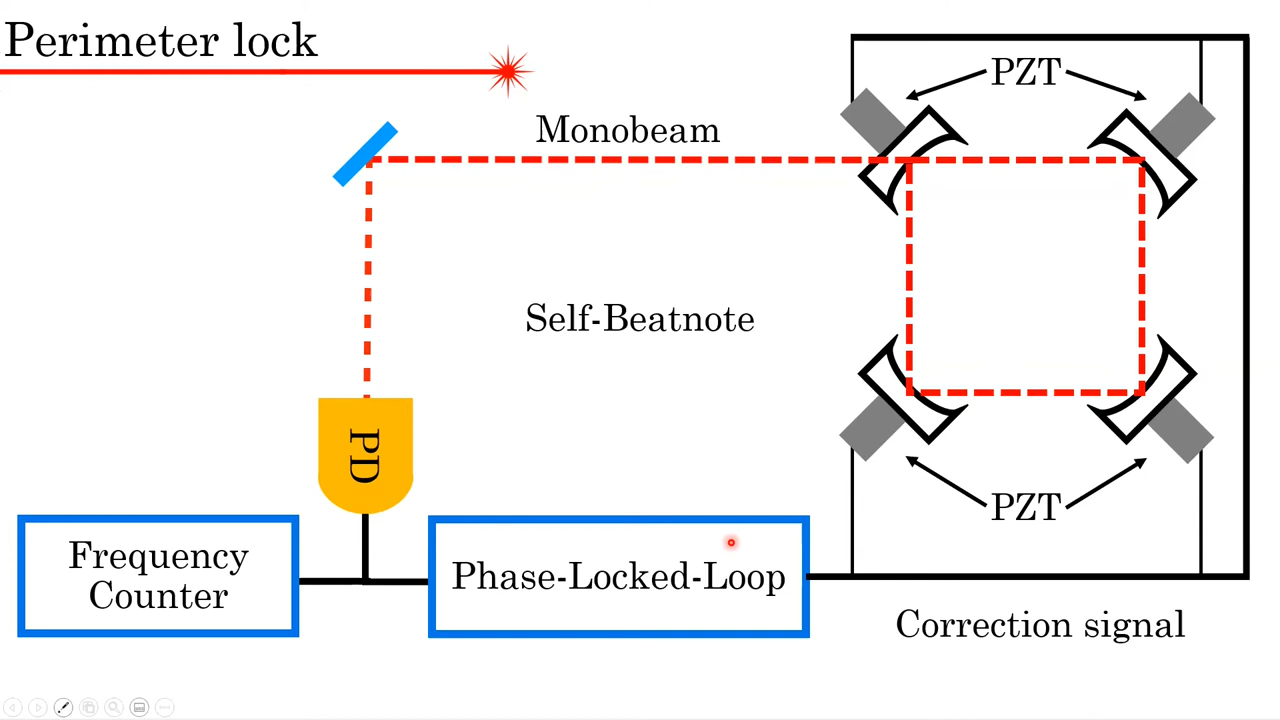 Perimeter lock
PZT
Monobeam
Self-Beatnote
PD
PZT
Frequency
Counter
Phase-Locked-Loop
Correction signal